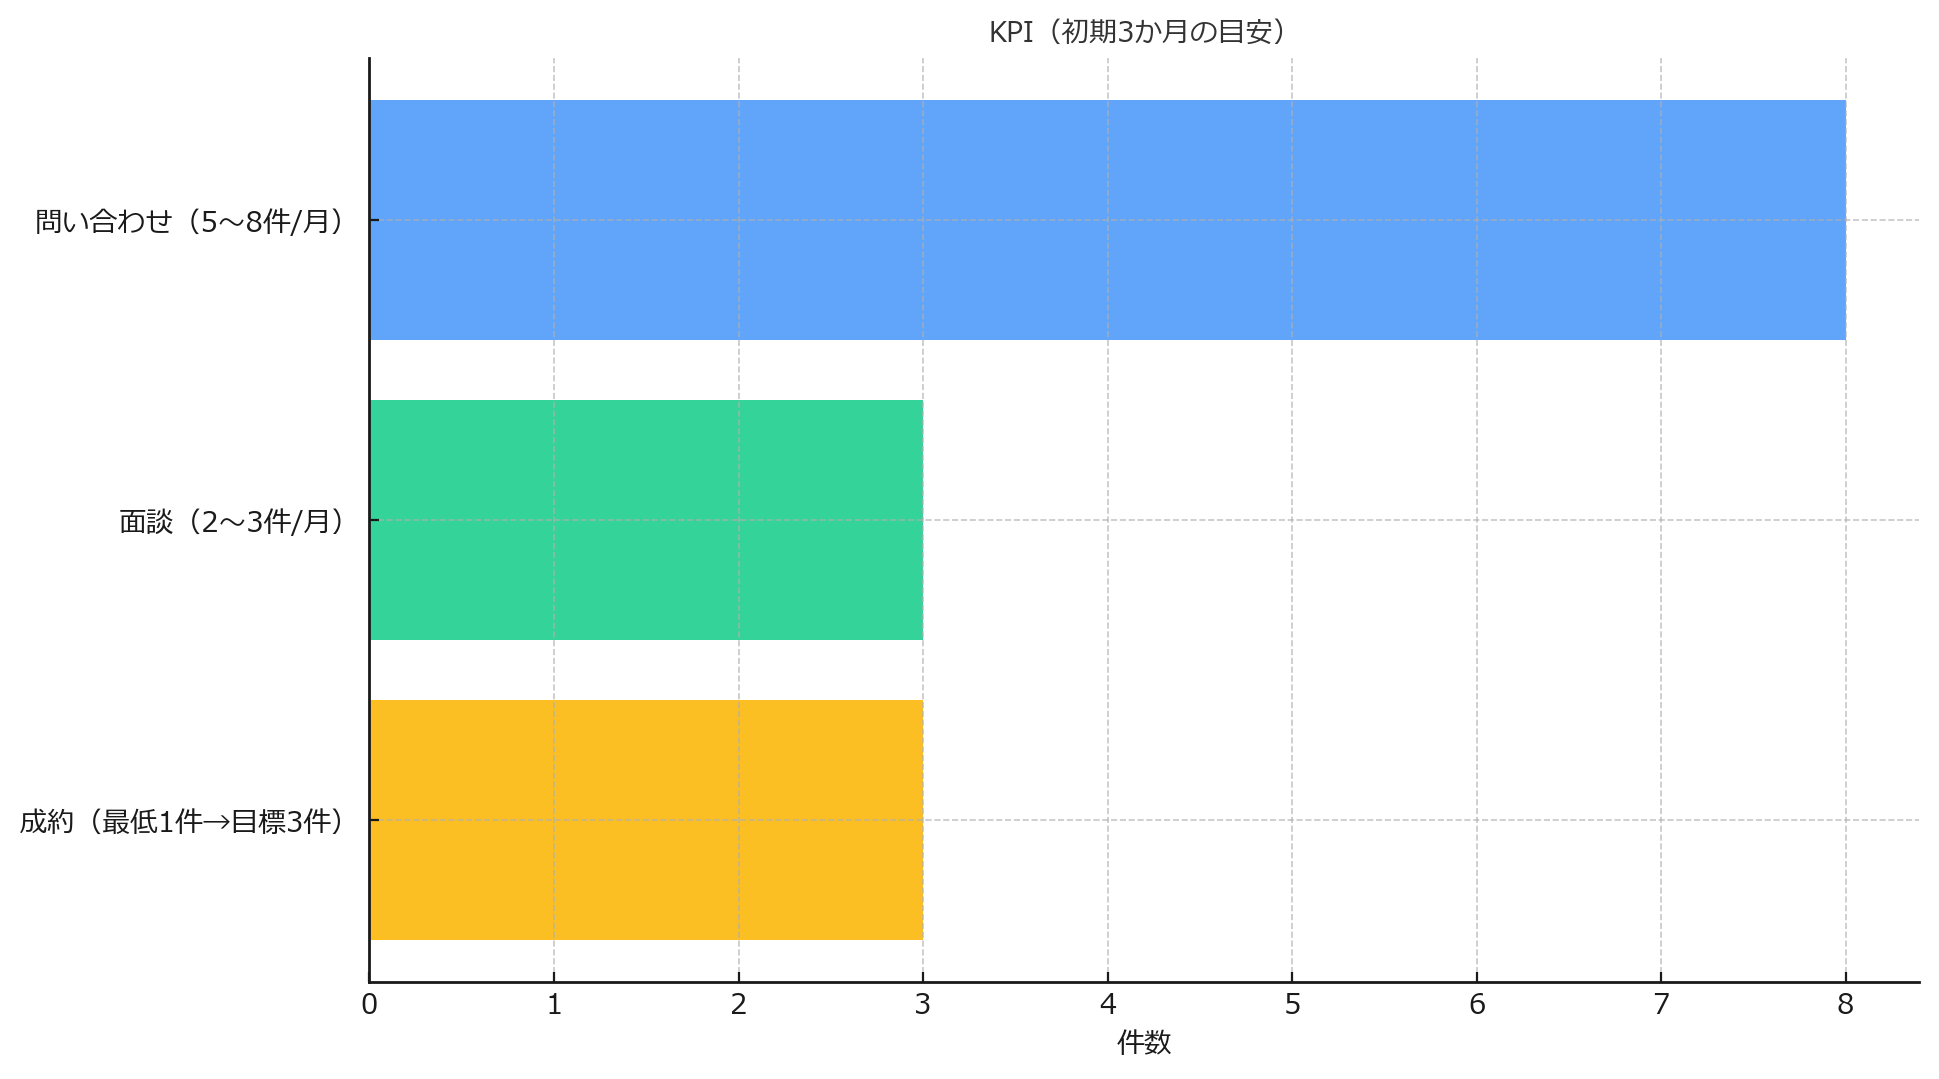 KPI（初期3か月の目安）
問い合わせ（5～8件/月）
面談（2～3件/月）
成約（最低1件→目標3件）
0 1 2 3 4 5 6 7 8
件数